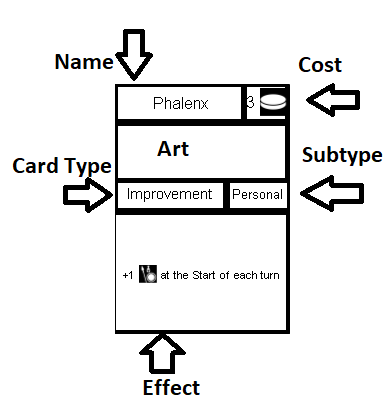 Name
Cost
Phalenx
3
Art
Card Type
Subtype
Improvement
Personal
+1 at the Start of each turn
Effect